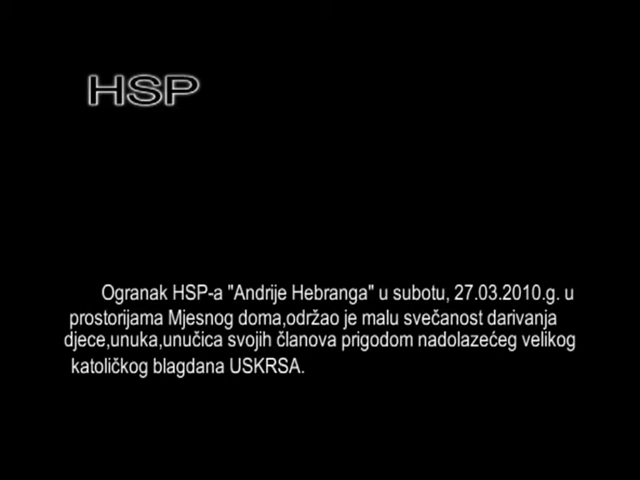 HSP
Ogranak HSP-a "Andrije Hebranga" u subotu, 27.03.2010.g. u
prostorijama Mjesnog doma,održao je malu svečanost darivanja
djece,unuka,unučica svojih članova prigodom nadolazećeg velikog
katoličkog blagdana USKRSA.